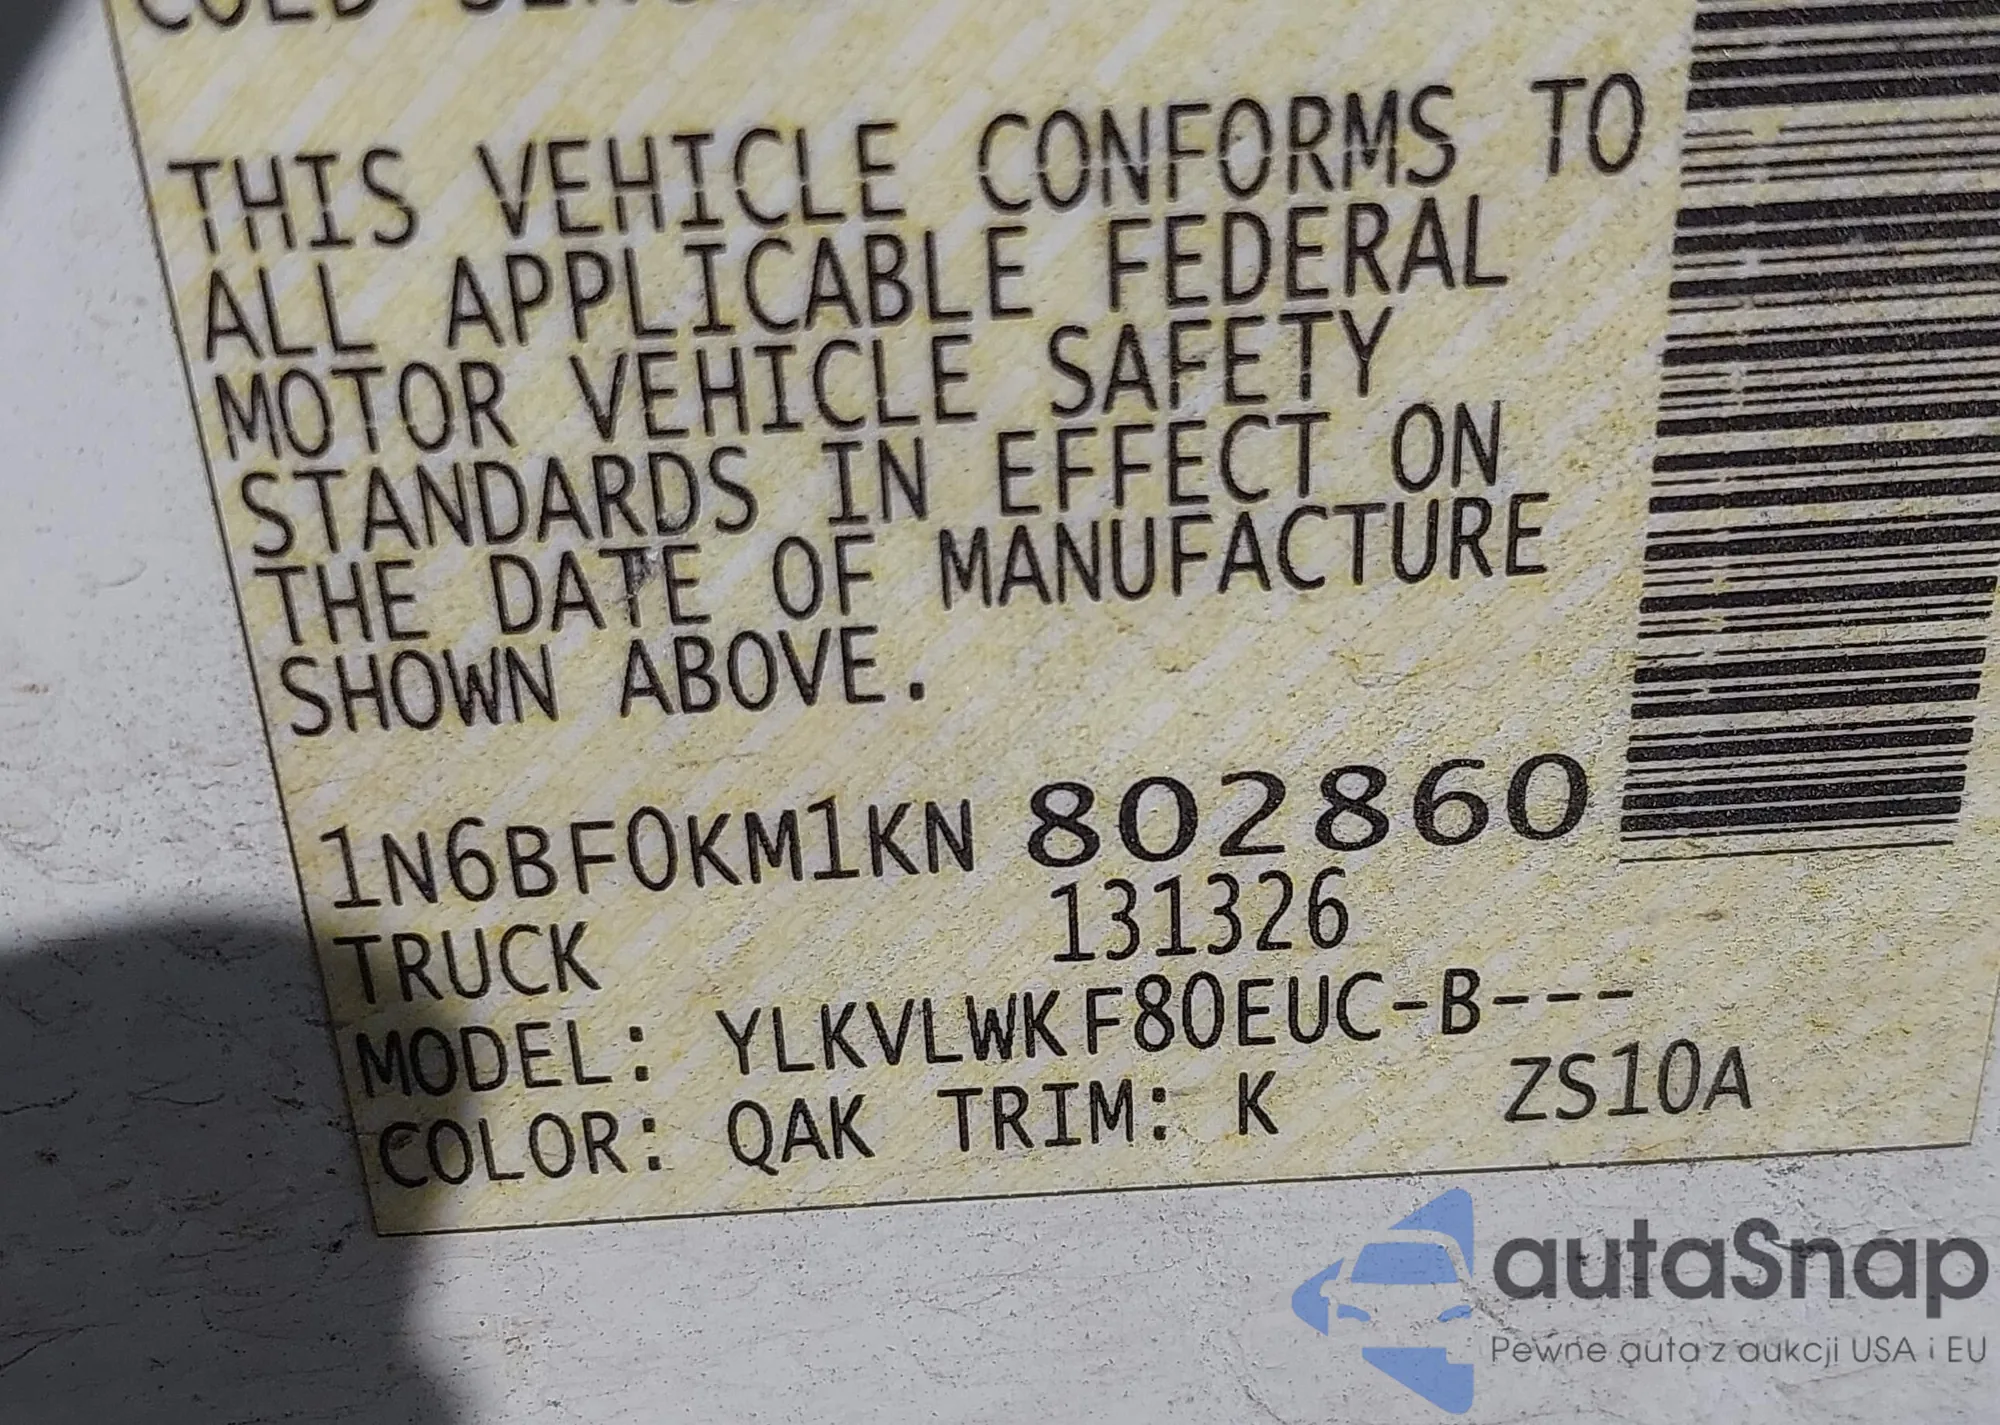 THIS VEHICLE CONFORMS TO
ALL APPLICABLE FEDERAL
MOTOR VEHICLE SAFETY
STANDARDS IN EFFECT ON
THE DATE OF MANUFACTURE
SHOWN ABOVE.
1N6BF0KM1KN 802860
TRUCK 131326
MODEL: YLKVLWKF80EUC-B---
COLOR: QAK TRIM: K ZS10A
autaSnap
Pewne auta z aukcji USA i EU